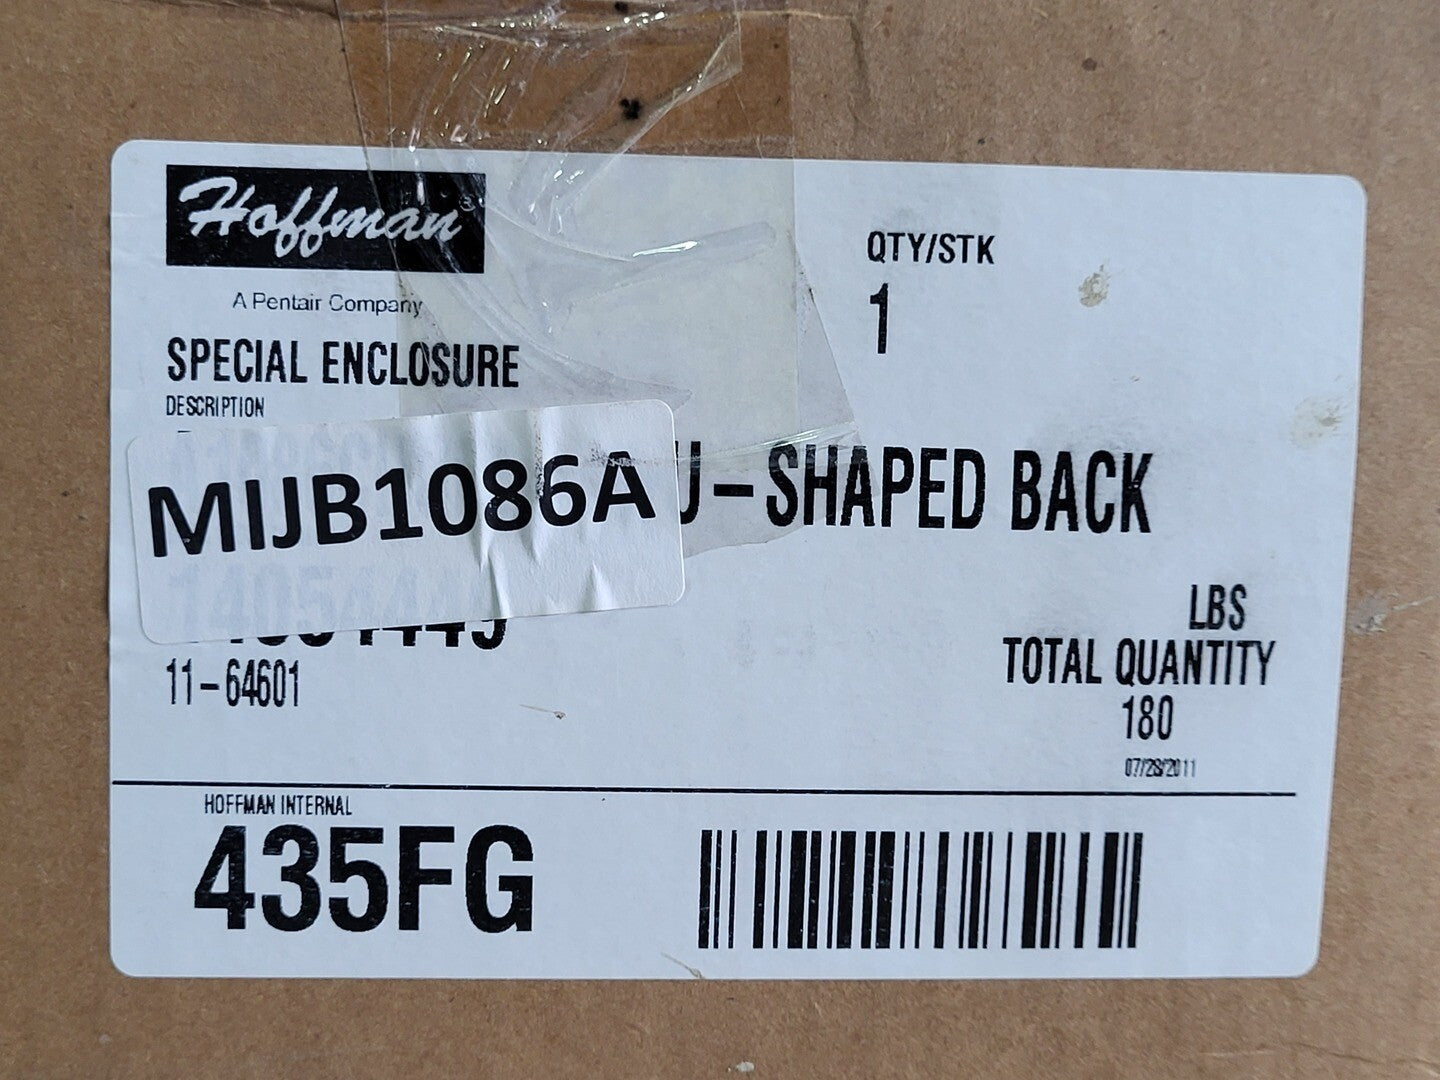 Hoffman®
A Pentair Company
QTY/STK
1
SPECIAL ENCLOSURE
DESCRIPTION
MIJB1086A
U-SHAPED BACK
11-64601
LBS
TOTAL QUANTITY
180
07/28/2011
HOFFMAN INTERNAL
435FG